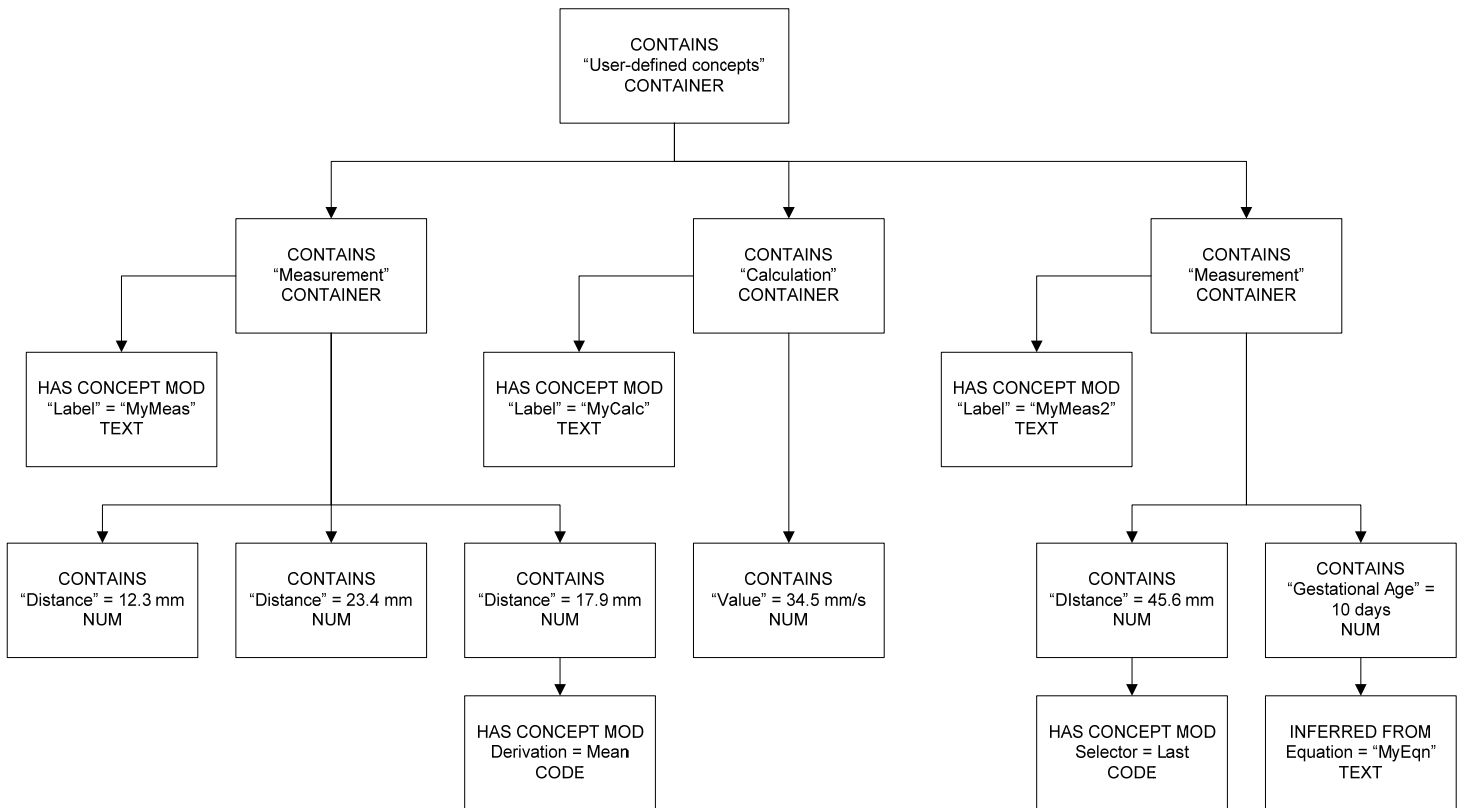 CONTAINS
“User-defined concepts”
CONTAINER
CONTAINS
“Measurement”
CONTAINER
CONTAINS
“Calculation”
CONTAINER
CONTAINS
“Measurement”
CONTAINER
HAS CONCEPT MOD
“Label” = “MyMeas”
TEXT
HAS CONCEPT MOD
“Label” = “MyCalc”
TEXT
HAS CONCEPT MOD
“Label” = “MyMeas2”
TEXT
CONTAINS
“Distance” = 12.3 mm
NUM
CONTAINS
“Distance” = 23.4 mm
NUM
CONTAINS
“Distance” = 17.9 mm
NUM
CONTAINS
“Value” = 34.5 mm/s
NUM
CONTAINS
“DIstance” = 45.6 mm
NUM
CONTAINS
“Gestational Age” =
10 days
NUM
HAS CONCEPT MOD
Derivation = Mean
CODE
HAS CONCEPT MOD
Selector = Last
CODE
INFERRED FROM
Equation = “MyEqn”
TEXT